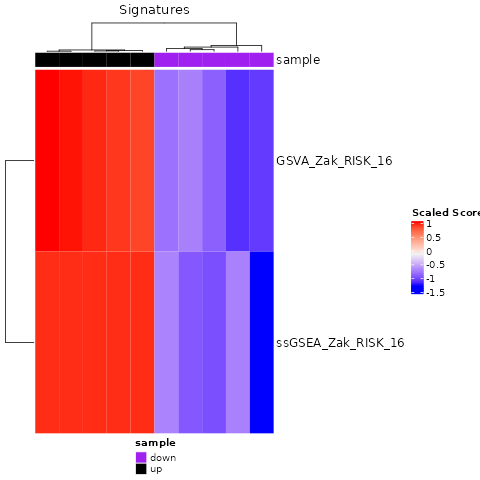 Signatures
sample
GSVA_Zak_RISK_16
ssGSEA_Zak_RISK_16
Scaled Score
1
0.5
0
-0.5
-1
-1.5
sample
down
up